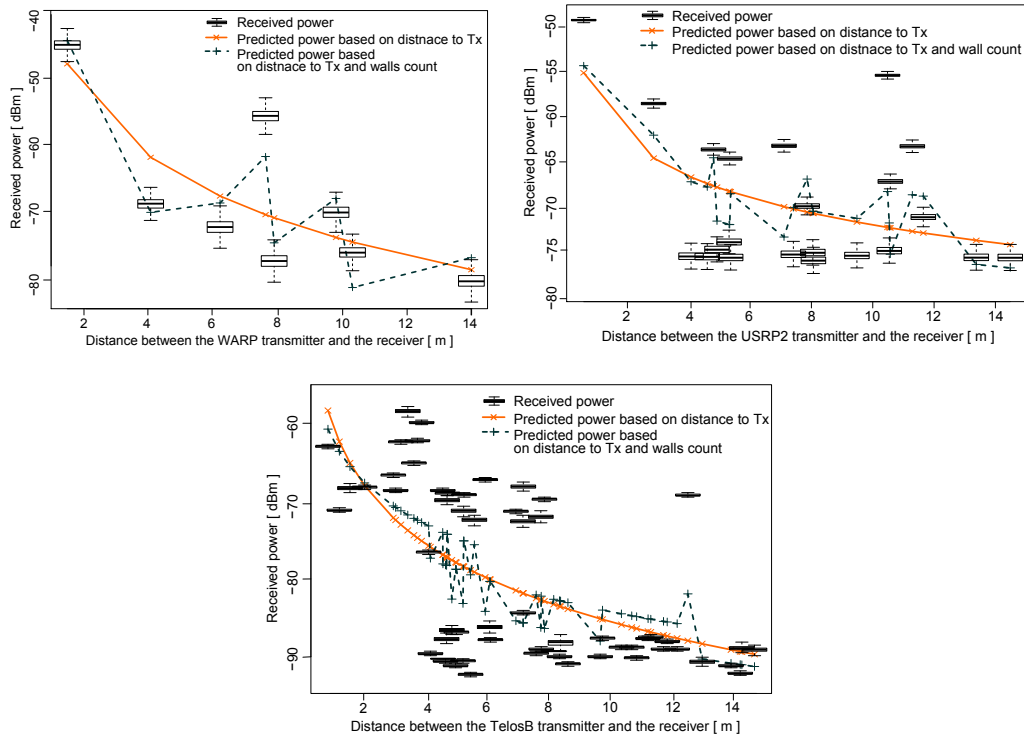 Received power
Predicted power based on distnace to Tx
Predicted power based
on distnace to Tx and walls count
Received power [ dBm ]
−40
−50
−60
−70
−80
2
4
6
8
10
12
14
Distance between the WARP transmitter and the receiver [ m ]
Received power
Predicted power based on distnace to Tx
Predicted power based on distnace to Tx and wall count
Received power [ dBm ]
−50
−55
−60
−65
−70
−75
−80
2
4
6
8
10
12
14
Distance between the USRP2 transmitter and the receiver [ m ]
Received power
Predicted power based on distance to Tx
Predicted power based
on distance to Tx and walls count
Received power [ dBm ]
−60
−70
−80
−90
2
4
6
8
10
12
14
Distance between the TelosB transmitter and the receiver [ m ]